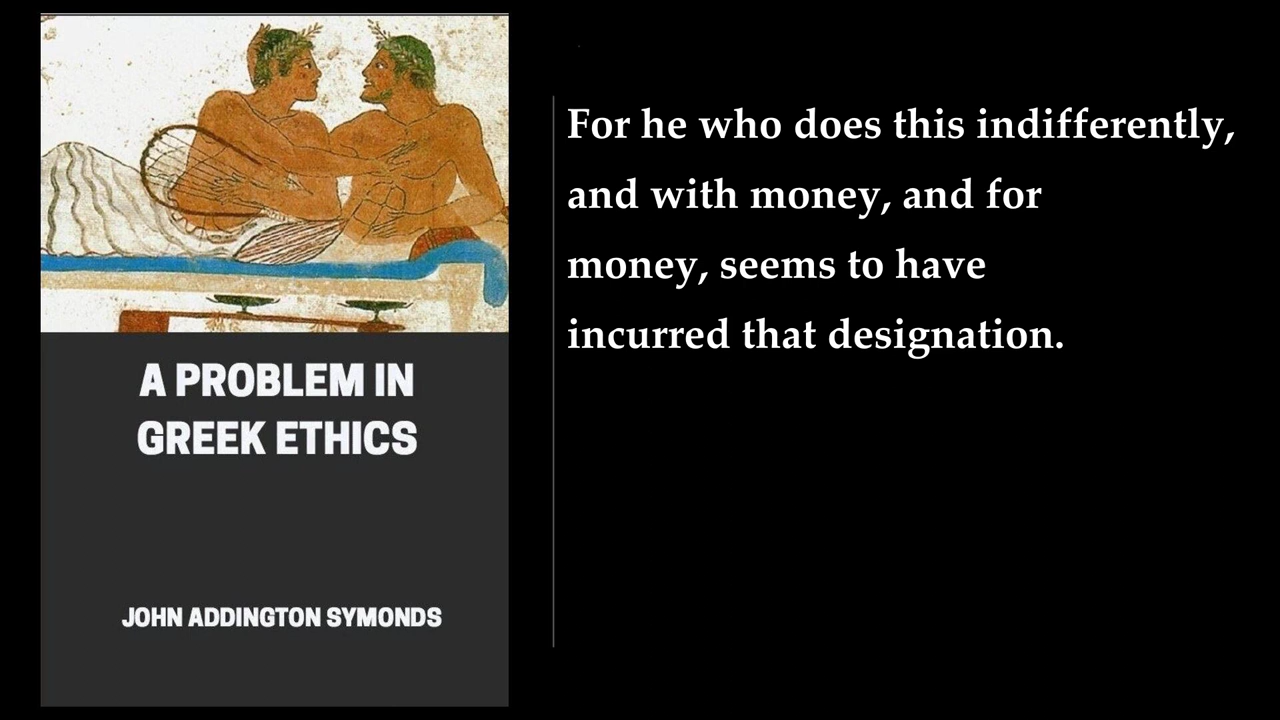 A PROBLEM IN
GREEK ETHICS
JOHN ADDINGTON SYMONDS
For he who does this indifferently,
and with money, and for
money, seems to have
incurred that designation.